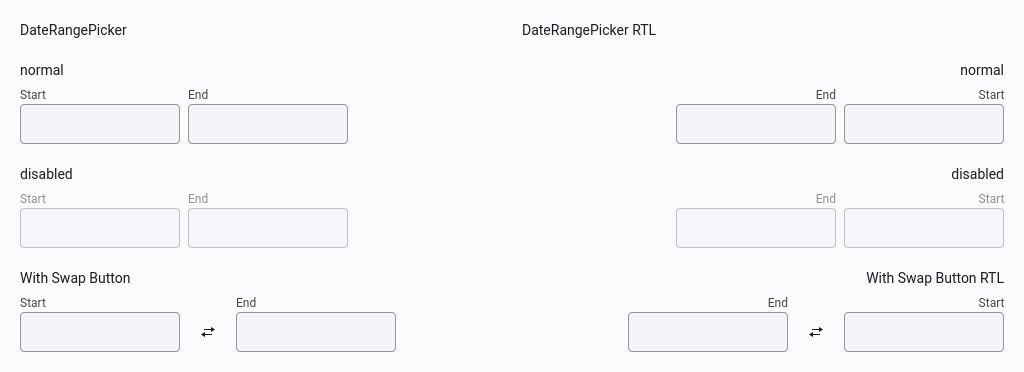 DateRangePicker
normal
Start End
disabled
Start End
With Swap Button
Start End
DateRangePicker RTL
normal
End Start
disabled
End Start
With Swap Button RTL
End Start